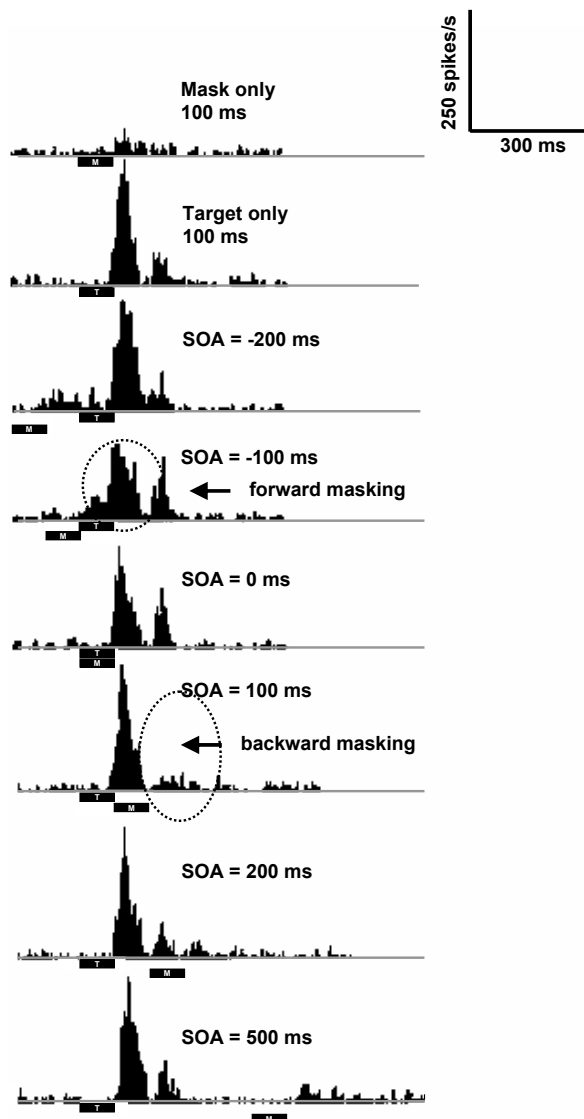 250 spikes/s
300 ms
Mask only
100 ms
M
Target only
100 ms
T
SOA = -200 ms
T
M
SOA = -100 ms
forward masking
T
M
SOA = 0 ms
T
M
SOA = 100 ms
backward masking
T
M
SOA = 200 ms
T
M
SOA = 500 ms
T
M